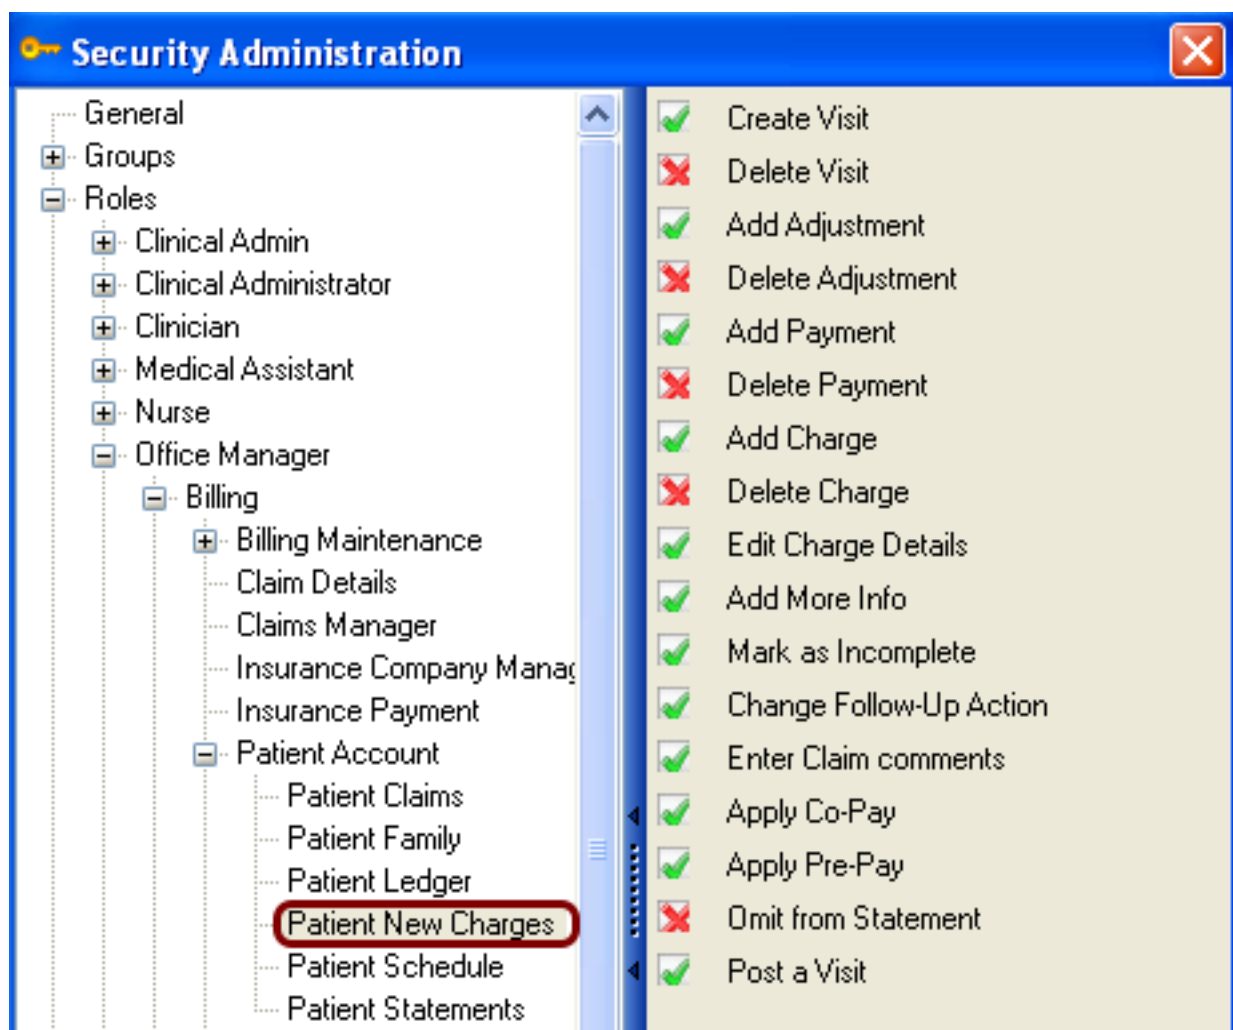 Security Administration
General
Groups
Roles
Clinical Admin
Clinical Administrator
Clinician
Medical Assistant
Nurse
Office Manager
Billing
Billing Maintenance
Claim Details
Claims Manager
Insurance Company Manag
Insurance Payment
Patient Account
Patient Claims
Patient Family
Patient Ledger
Patient New Charges
Patient Schedule
Patient Statements
Create Visit
Delete Visit
Add Adjustment
Delete Adjustment
Add Payment
Delete Payment
Add Charge
Delete Charge
Edit Charge Details
Add More Info
Mark as Incomplete
Change Follow-Up Action
Enter Claim comments
Apply Co-Pay
Apply Pre-Pay
Omit from Statement
Post a Visit